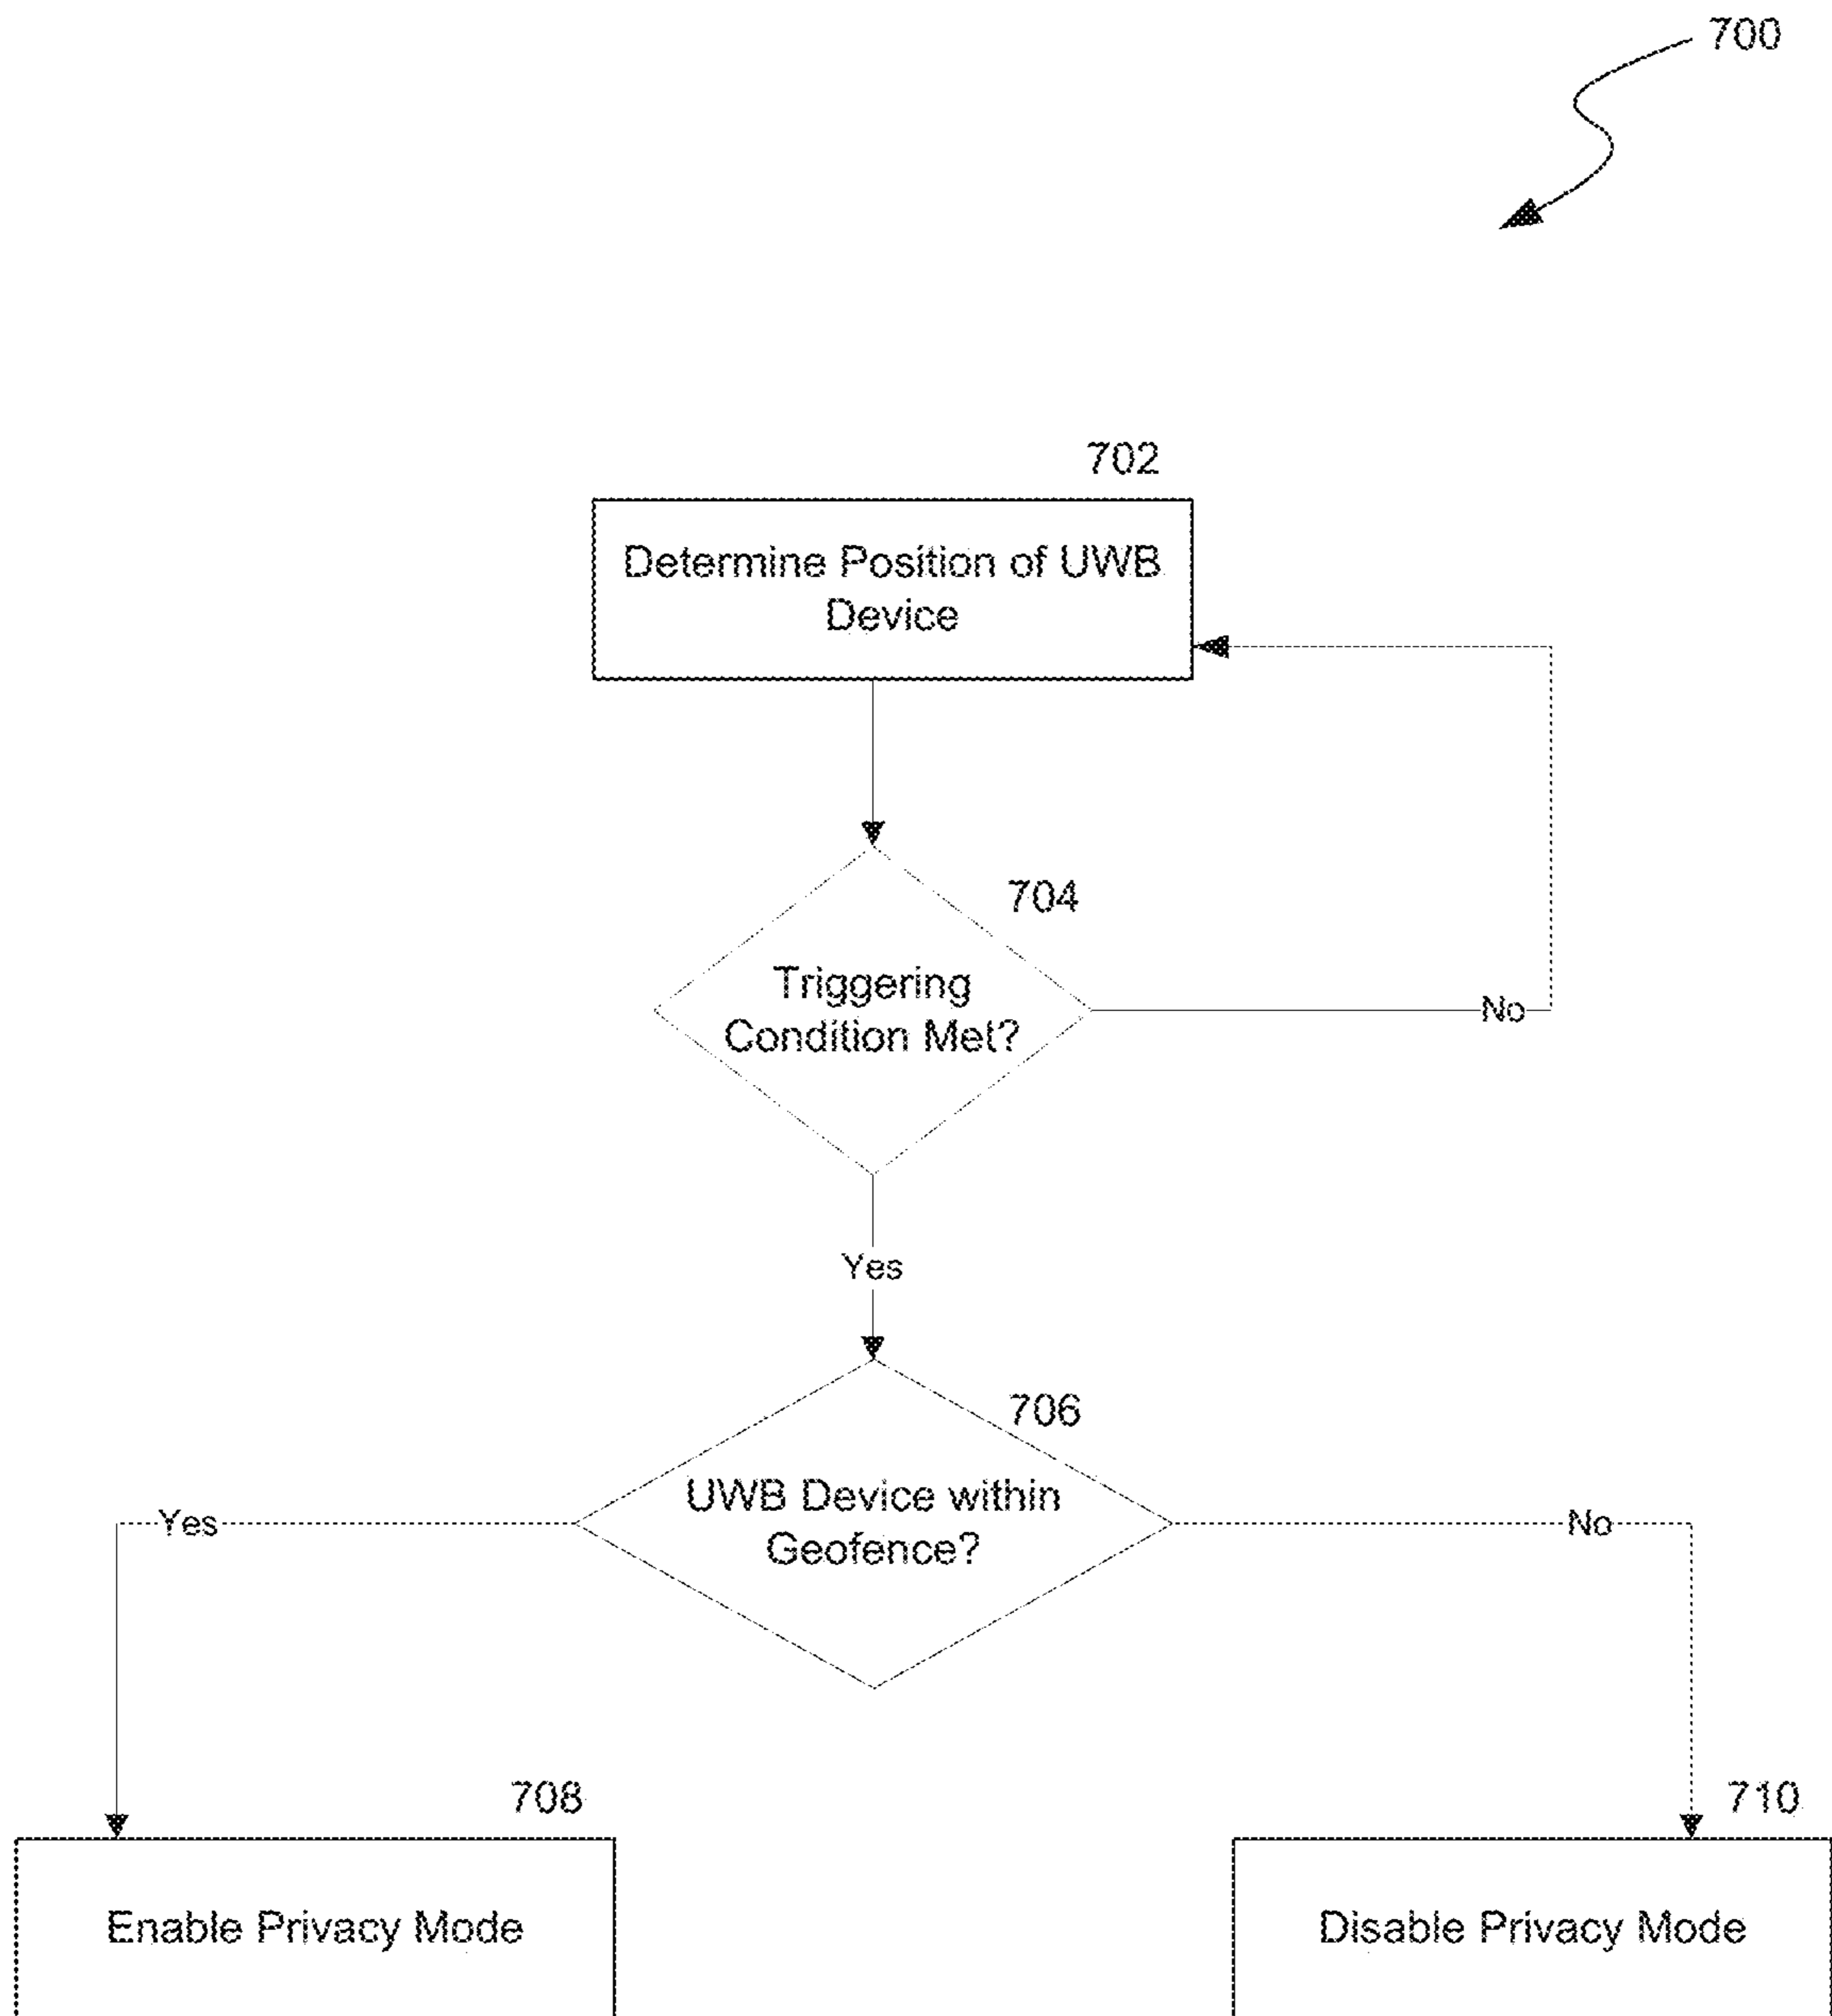 700
702
Determine Position of UWB
Device
704
Triggering
Condition Met?
No
Yes
706
UWB Device within
Geofence?
Yes
No
708
710
Enable Privacy Mode
Disable Privacy Mode